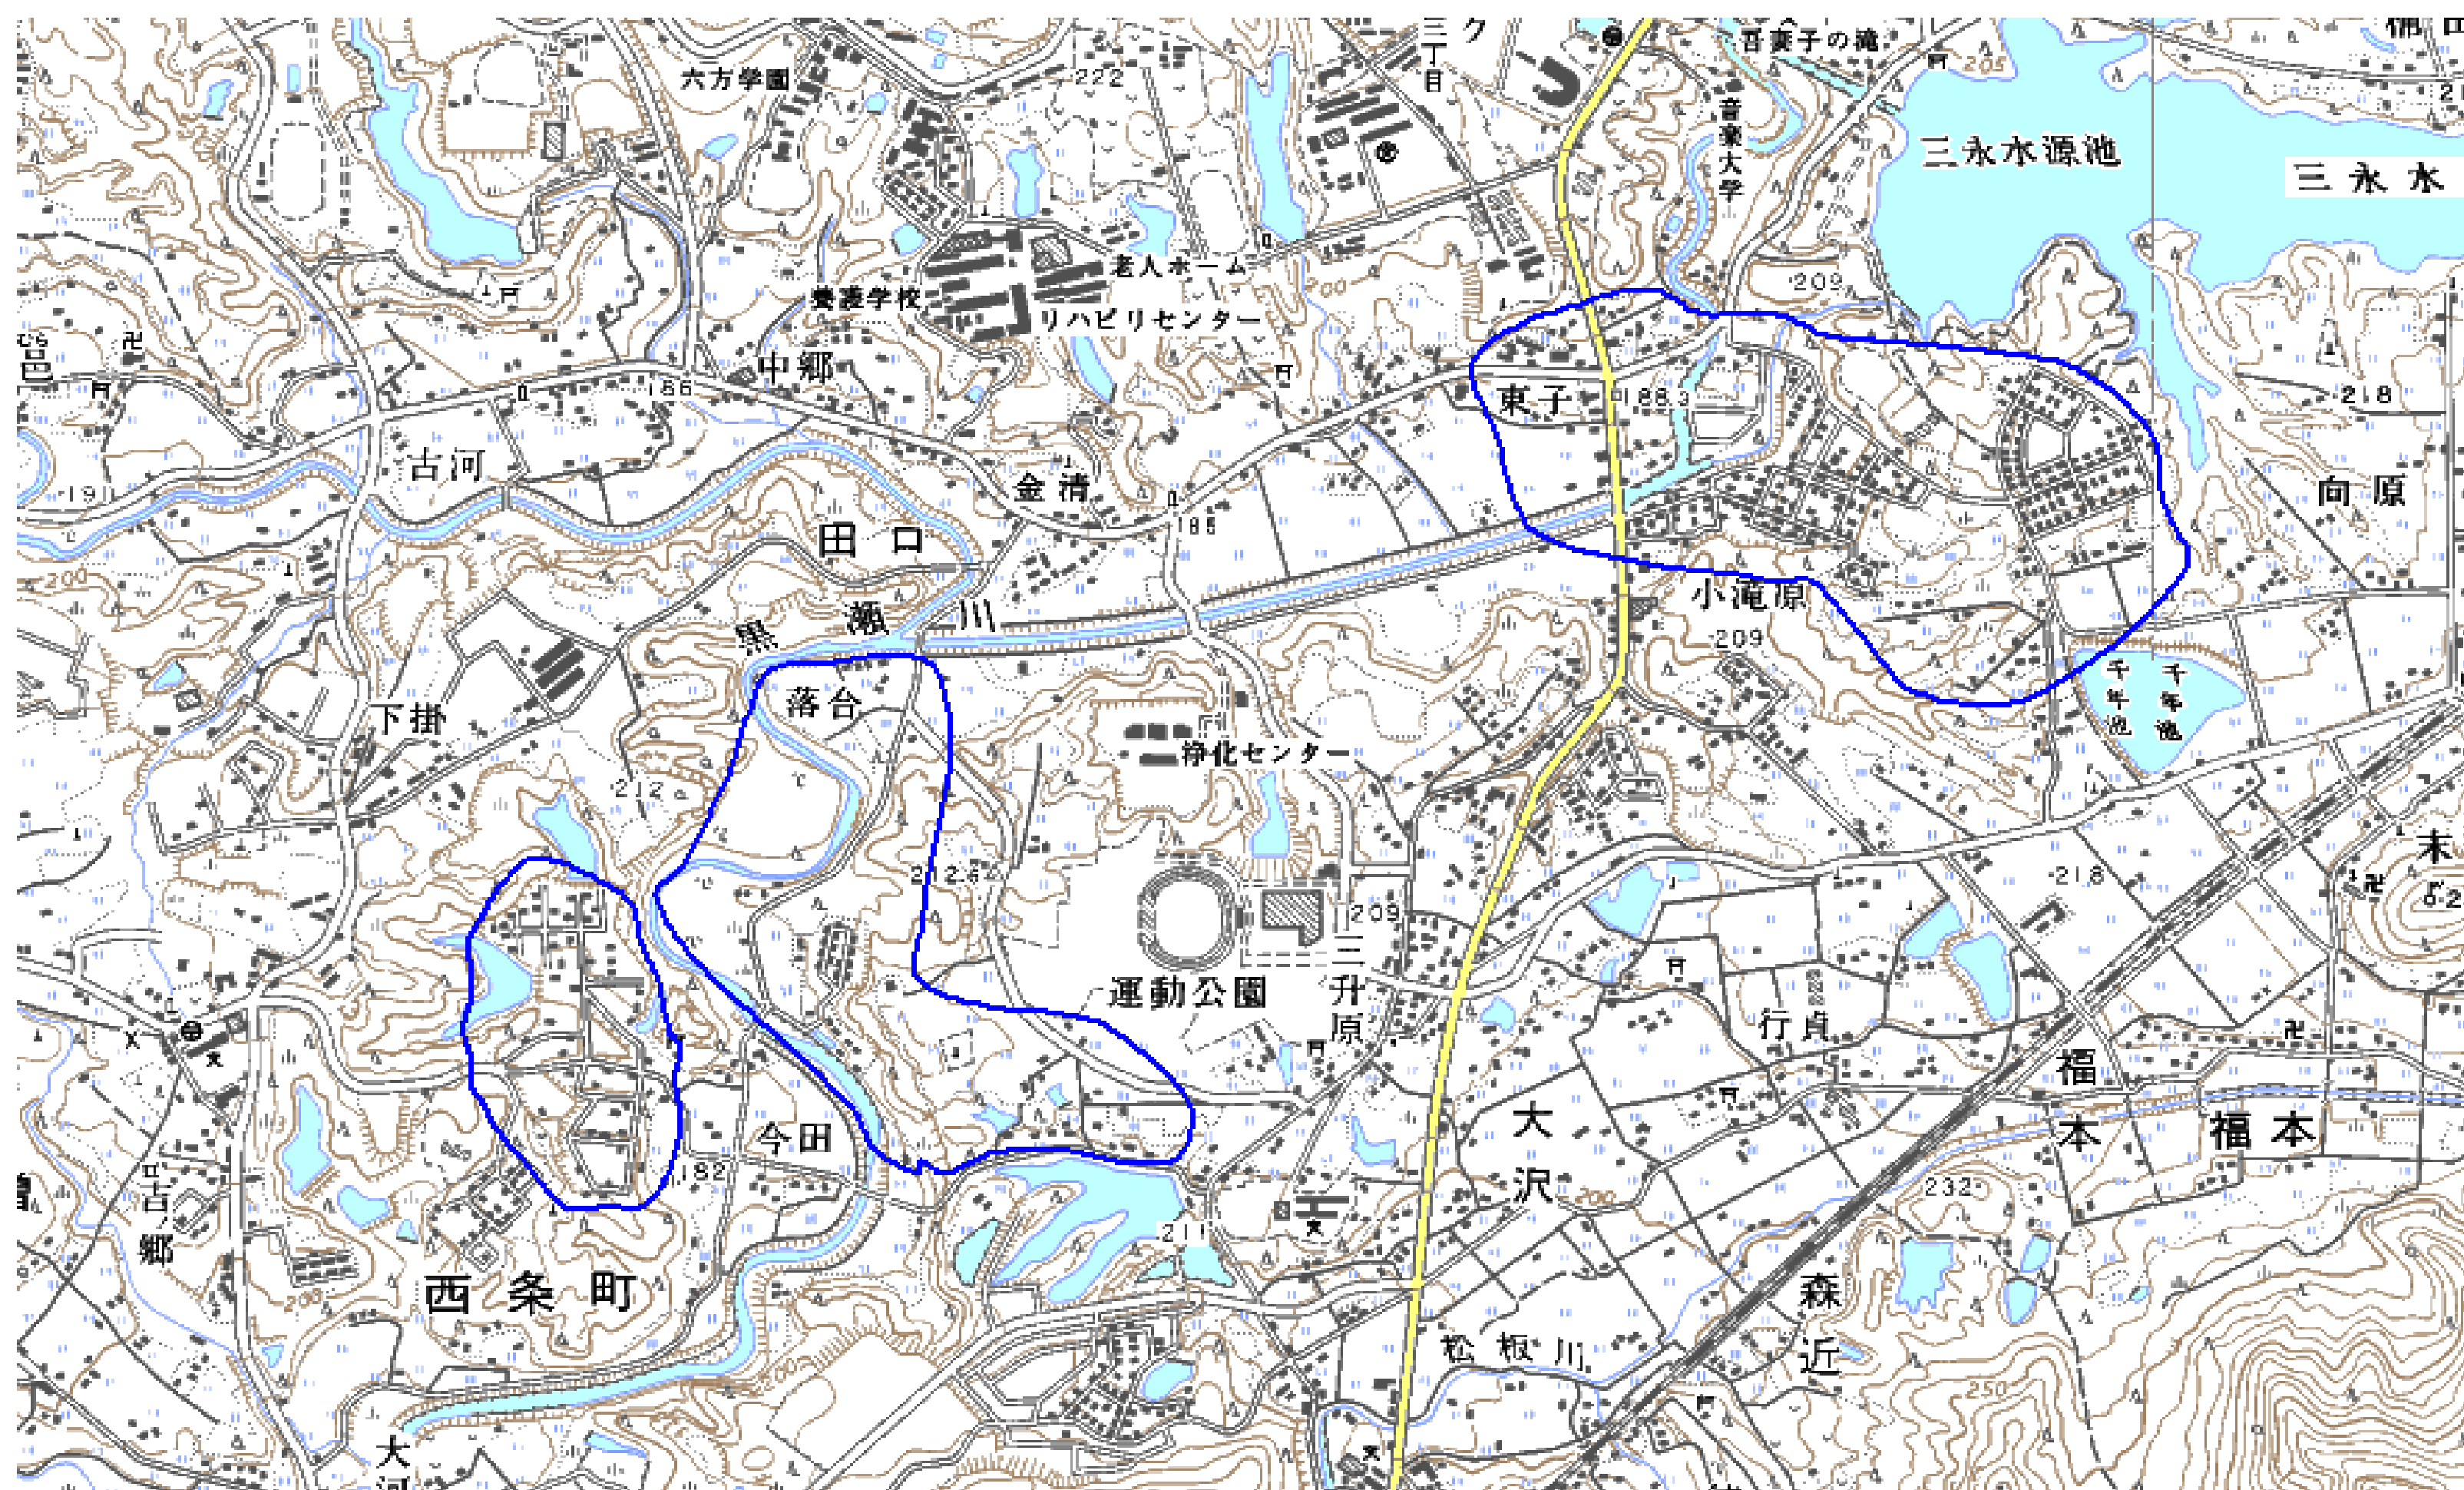 三丁目
ク
吾妻子の滝
205
六方学園
222
音楽大学
三永水源池
三永水
老人ホーム
養護学校
リハビリセンター
200
209
中郷
186
東子
188.3
218
古河
金清
191
185
向原
田口
200
黒瀬川
小滝原
209
落台
千年池
千年池
下掛
浄化センター
212
末
212.6
218
209
三升原
運動公園
行貞
福本
福本
大沢
今田
182
200
232
211
西条町
200
森近
松板川
250
大河